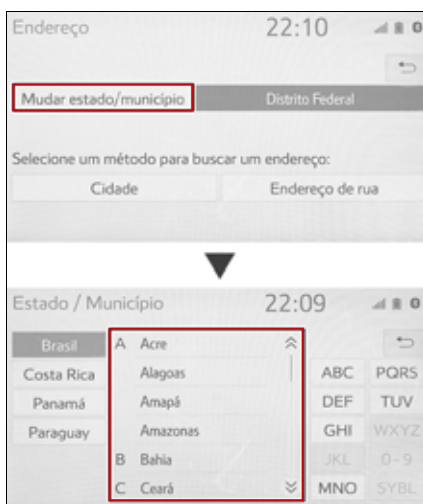 Endereço 22:10
Mudar estado/município Distrito Federal
Selecione um método para buscar um endereço:
Cidade Endereço de rua
Estado / Município 22:09
Brasil A Acre
Costa Rica Alagoas ABC PQRS
Panamá Amapá DEF TUV
Paraguay Amazonas GHI WXYZ
B Bahia JKL 0-9
C Ceará MNO SYBL